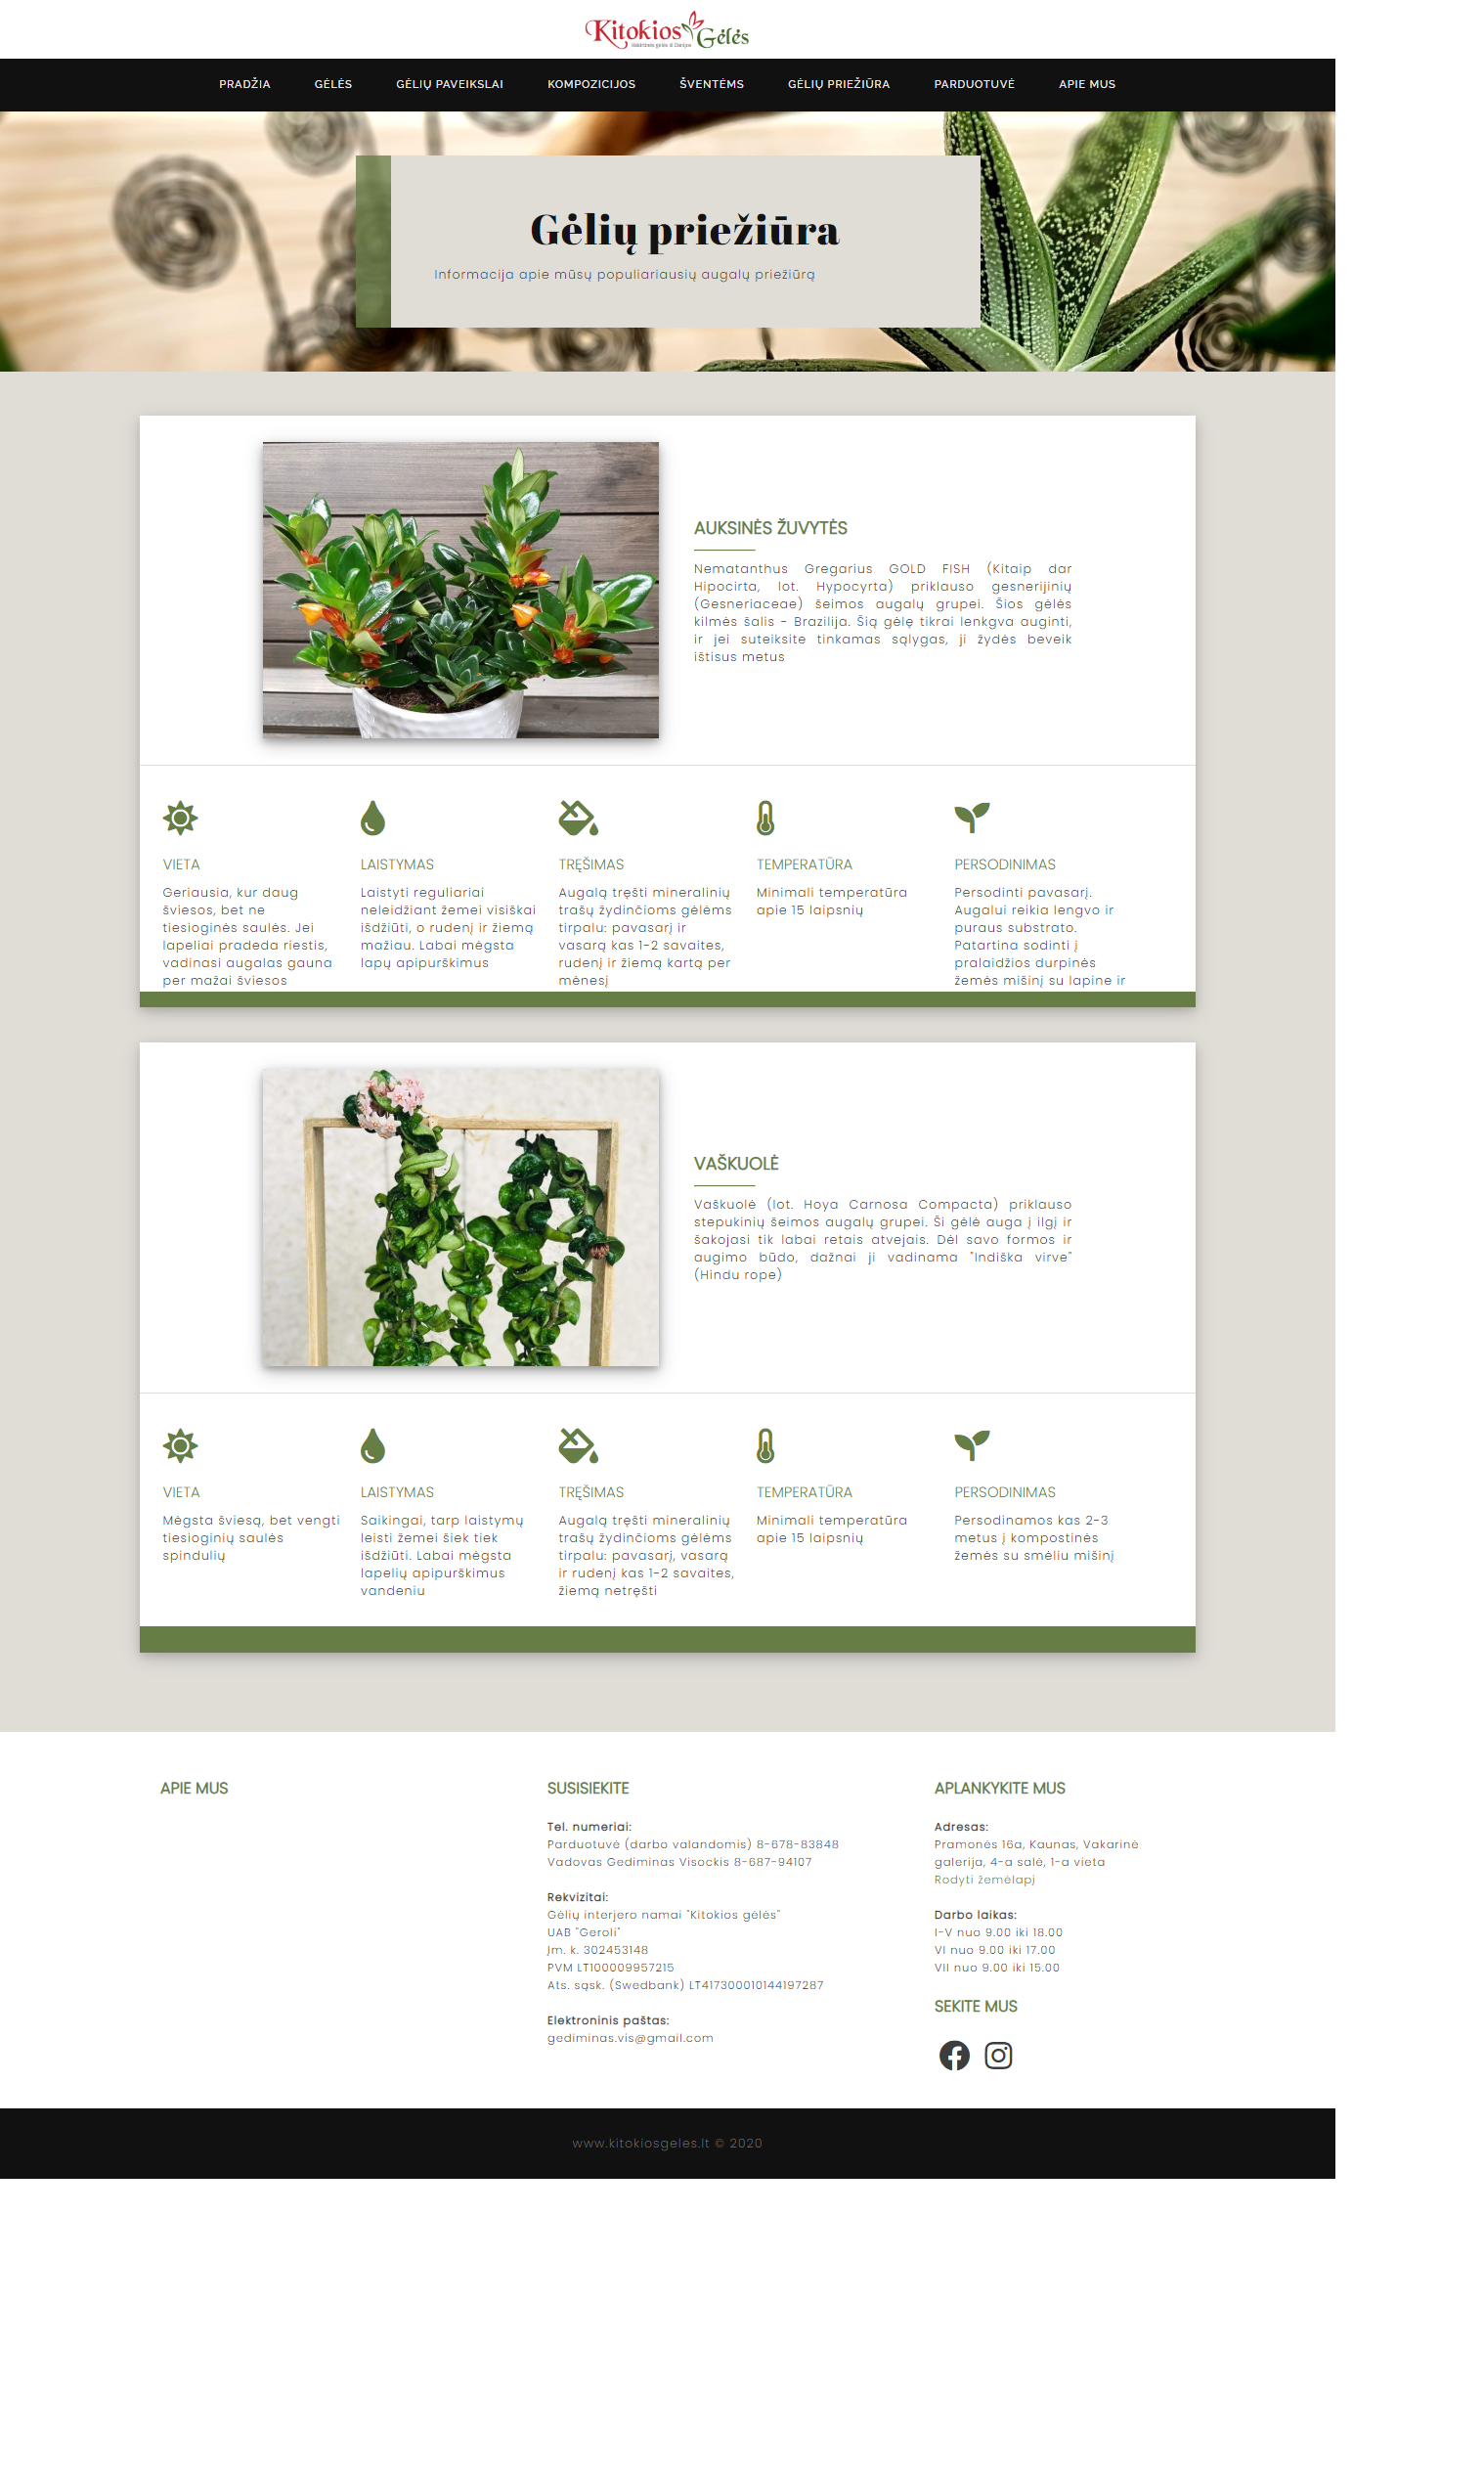 Kitokios Gėlės
PRADŽIA GĖLĖS GĖLIŲ PAVEIKSLAI KOMPOZICIJOS ŠVENTĖMS GĖLIŲ PRIEŽIŪRA PARDUOTUVĖ APIE MUS
Gėlių priežiūra
Informacija apie mūsų populiariausių augalų priežiūrą
AUKSINĖS ŽUVYTĖS
Nematanthus Gregarius GOLD FISH (Kitaip dar
Hipocirta, lot. Hypocyrta) priklauso gesnerijinių
(Gesneriaceae) šeimos augalų grupei. Šios gėlės
kilmės šalis - Brazilija. Šią gėlę tikrai lenkgva auginti,
ir jei suteiksite tinkamas sąlygas, ji žydės beveik
ištisus metus
VIETA
Geriausia, kur daug
šviesos, bet ne
tiesioginės saulės. Jei
lapeliai pradeda riestis,
vadinasi augalas gauna
per mažai šviesos
LAISTYMAS
Laistyti reguliariai
neleidžiant žemei visiškai
išdžiūti, o rudenį ir žiemą
mažiau. Labai mėgsta
lapų apipurškimus
TRĘŠIMAS
Augalą tręšti mineralinių
trašų žydinčioms gėlėms
tirpalu: pavasarį ir
vasarą kas 1-2 savaites,
rudenį ir žiemą kartą per
mėnesį
TEMPERATŪRA
Minimali temperatūra
apie 15 laipsnių
PERSODINIMAS
Persodinti pavasarį.
Augalui reikia lengvo ir
puraus substrato.
Patartina sodinti į
pralaidžios durpinės
žemės mišinį su lapine ir
VAŠKUOLĖ
Vaškuolė (lot. Hoya Carnosa Compacta) priklauso
stepukinių šeimos augalų grupei. Ši gėlė auga į ilgį ir
šakojasi tik labai retais atvejais. Dėl savo formos ir
augimo būdo, dažnai ji vadinama "Indiška virve"
(Hindu rope)
VIETA
Mėgsta šviesą, bet vengti
tiesioginių saulės
spindulių
LAISTYMAS
Saikingai, tarp laistymų
leisti žemei šiek tiek
išdžiūti. Labai mėgsta
lapelių apipurškimus
vandeniu
TRĘŠIMAS
Augalą tręšti mineralinių
trašų žydinčioms gėlėms
tirpalu: pavasarį, vasarą
ir rudenį kas 1-2 savaites,
žiemą netręšti
TEMPERATŪRA
Minimali temperatūra
apie 15 laipsnių
PERSODINIMAS
Persodinamos kas 2-3
metus į kompostinės
žemės su smėliu mišinį
APIE MUS
SUSISIEKITE
Tel. numeriai:
Parduotuvė (darbo valandomis) 8-678-83848
Vadovas Gediminas Visockis 8-687-94107
Rekvizitai:
Gėlių interjero namai "Kitokios gėlės"
UAB "Geroli"
Įm. k. 302453148
PVM LT100009957215
Ats. sąsk. (Swedbank) LT417300010144197287
Elektroninis paštas:
gediminas.vis@gmail.com
APLANKYKITE MUS
Adresas:
Pramonės 16a, Kaunas, Vakarinė
galerija, 4-a salė, 1-a vieta
Rodyti žemėlapį
Darbo laikas:
I-V nuo 9.00 iki 18.00
VI nuo 9.00 iki 17.00
VII nuo 9.00 iki 15.00
SEKITE MUS
www.kitokiosgeles.lt © 2020